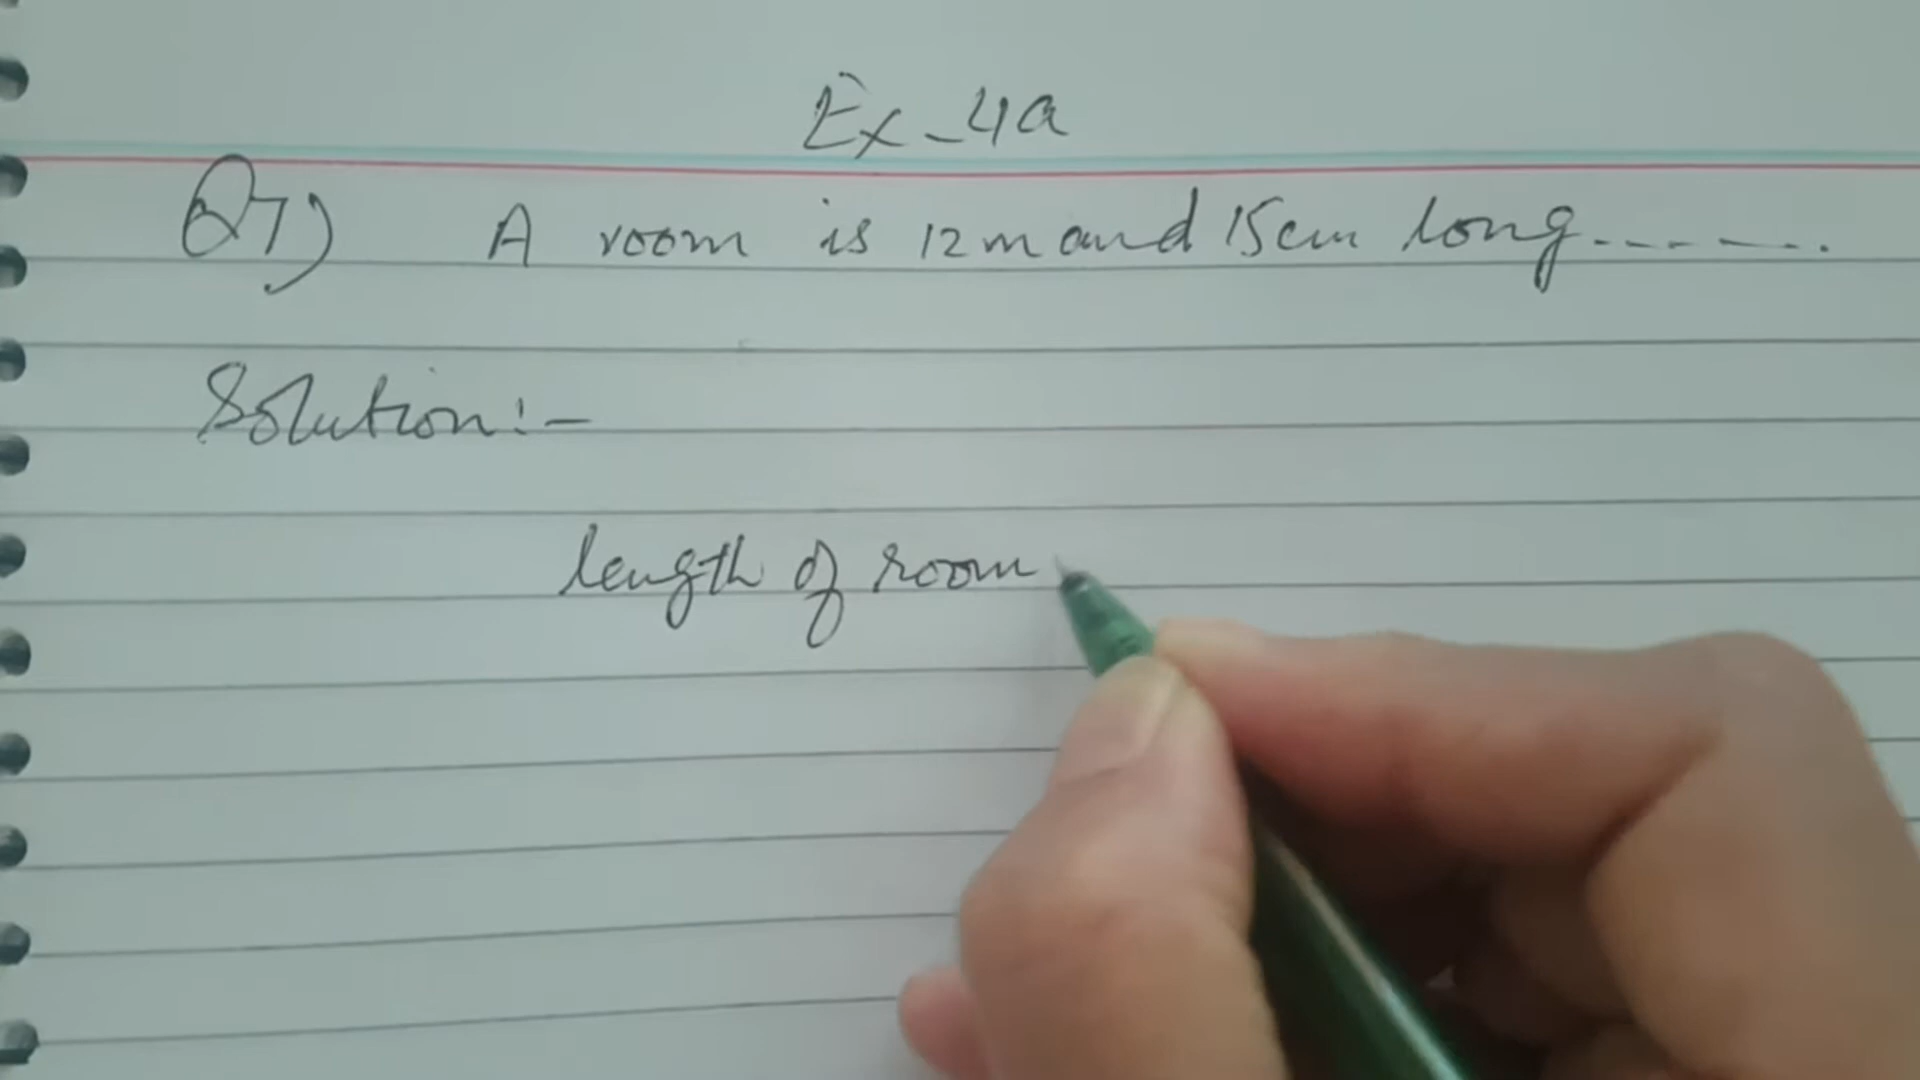 Ex-4a
Q7) A room is 12m and 15cm long-------.
Solution:-
length of room